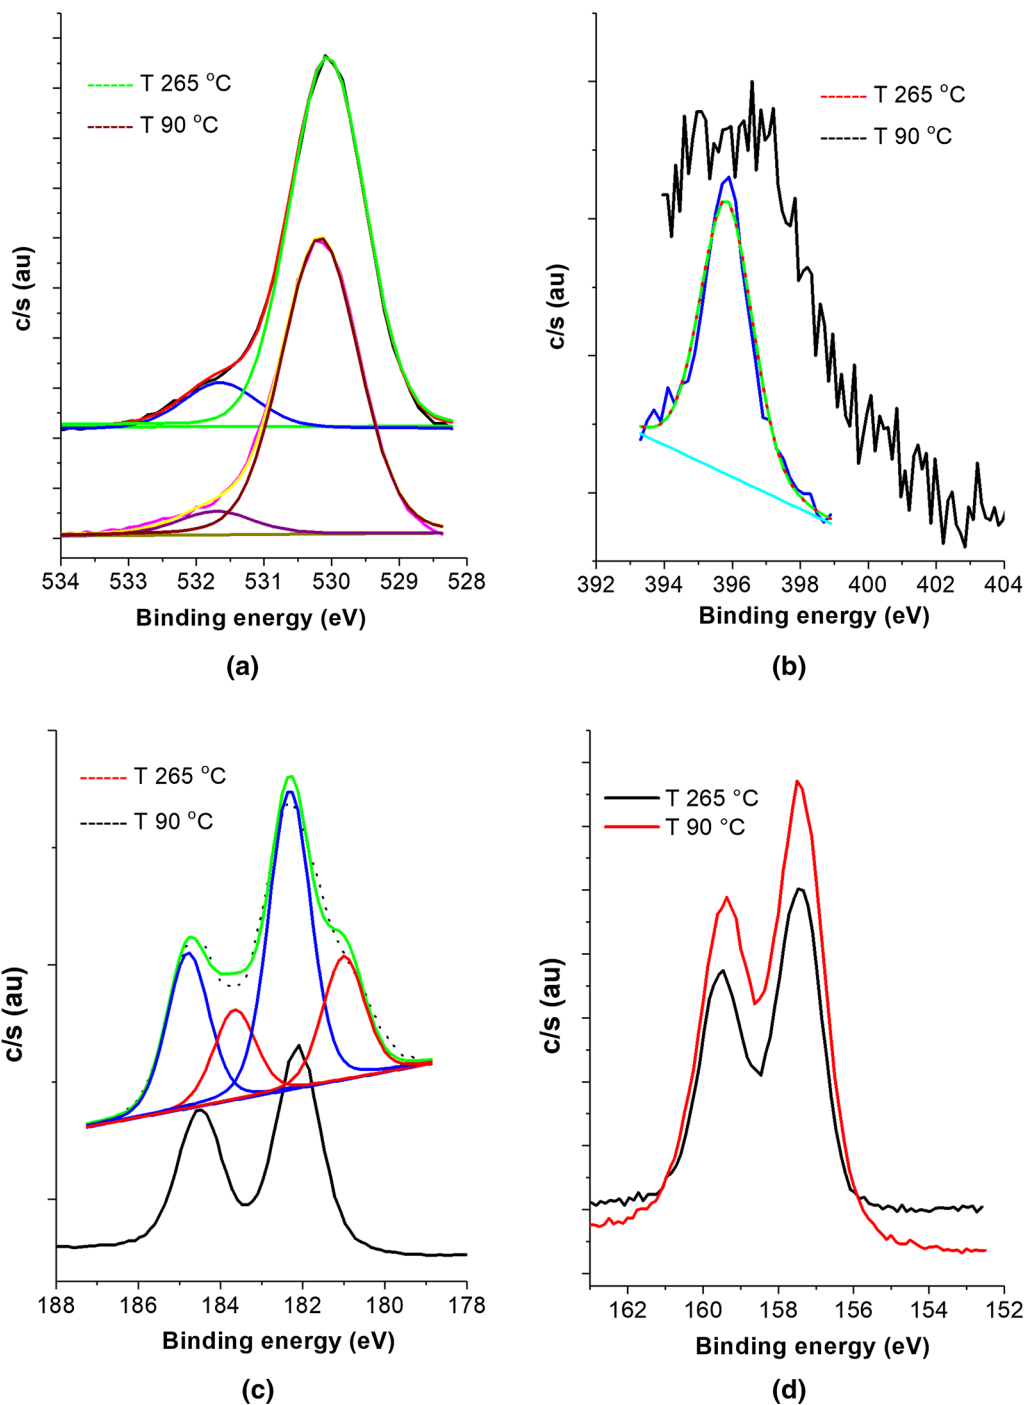 T 265 °C
T 90 °C
c/s (au)
534 533 532 531 530 529 528
Binding energy (eV)
(a)
T 265 °C
T 90 °C
c/s (au)
392 394 396 398 400 402 404
Binding energy (eV)
(b)
T 265 °C
T 90 °C
c/s (au)
188 186 184 182 180 178
Binding energy (eV)
(c)
T 265 °C
T 90 °C
c/s (au)
162 160 158 156 154 152
Binding energy (eV)
(d)